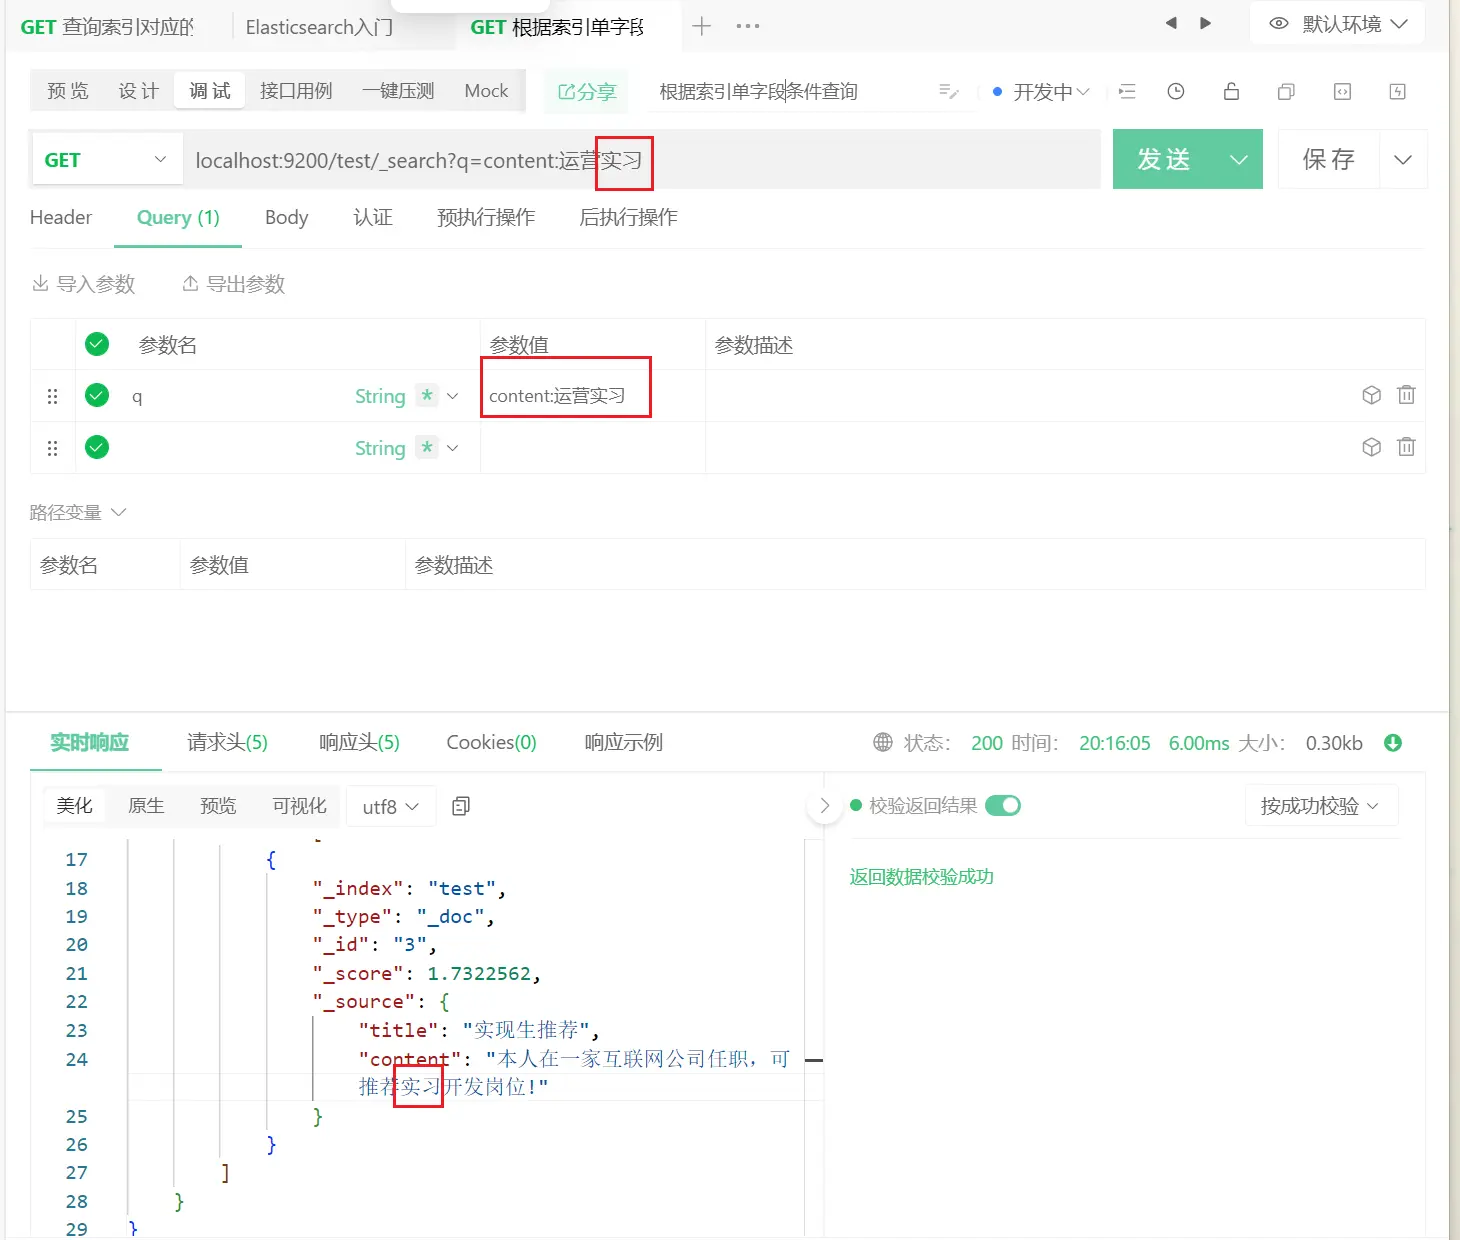 GET 查询索引对应的
Elasticsearch入门
GET 根据索引单字段
默认环境
预览 设计 调试 接口用例 一键压测 Mock
分享
根据索引单字段条件查询
开发中
GET
localhost:9200/test/_search?q=content:运营实习
发送
保存
Header Query (1) Body 认证 预执行操作 后执行操作
导入参数 导出参数
参数名 参数值 参数描述
q String * content:运营实习
String *
路径变量
参数名 参数值 参数描述
实时响应 请求头(5) 响应头(5) Cookies(0) 响应示例
状态: 200 时间: 20:16:05 6.00ms 大小: 0.30kb
美化 原生 预览 可视化 utf8
校验返回结果
按成功校验
返回数据校验成功
17 {
18 "_index": "test",
19 "_type": "_doc",
20 "_id": "3",
21 "_score": 1.7322562,
22 "_source": {
23 "title": "实现生推荐",
24 "content": "本人在一家互联网公司任职，可
推荐实习开发岗位!"
25 }
26 }
27 ]
28 }
29 }